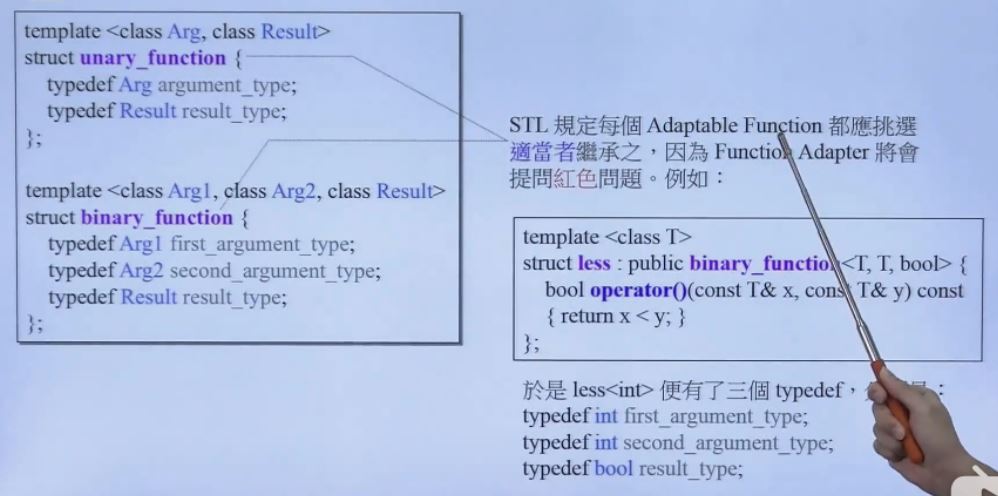 template <class Arg, class Result>
struct unary_function {
typedef Arg argument_type;
typedef Result result_type;
};
template <class Arg1, class Arg2, class Result>
struct binary_function {
typedef Arg1 first_argument_type;
typedef Arg2 second_argument_type;
typedef Result result_type;
};
STL 規定每個 Adaptable Function 都應挑選
適當者繼承之，因為 Function Adapter 將會
提問紅色問題。例如：
template <class T>
struct less : public binary_function<T, T, bool> {
bool operator()(const T& x, const T& y) const
{ return x < y; }
};
於是 less<int> 便有了三個 typedef，
typedef int first_argument_type;
typedef int second_argument_type;
typedef bool result_type;